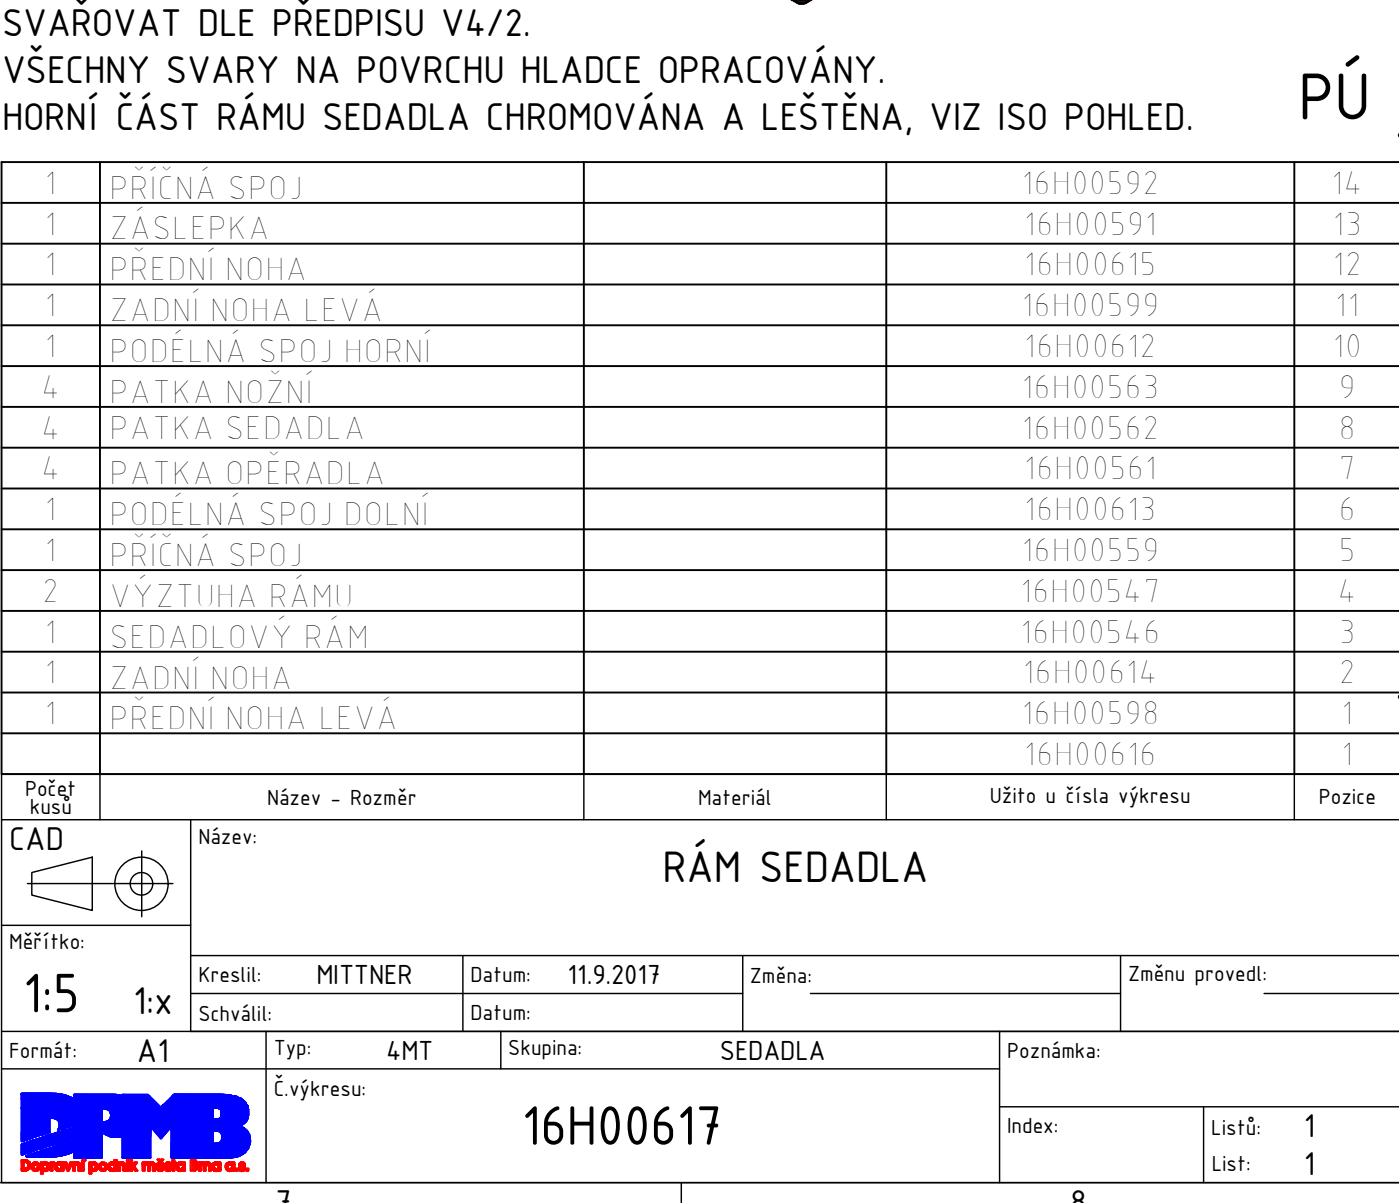 SVAŘOVAT DLE PŘEDPISU V4/2.
VŠECHNY SVARY NA POVRCHU HLADCE OPRACOVÁNY.
HORNÍ ČÁST RÁMU SEDADLA CHROMOVÁNA A LEŠTĚNA, VIZ ISO POHLED.
PÚ
1 PŘÍČNÁ SPOJ 16H00592 14
1 ZÁSLEPKA 16H00591 13
1 PŘEDNÍ NOHA 16H00615 12
1 ZADNÍ NOHA LEVÁ 16H00599 11
1 PODÉLNÁ SPOJ HORNÍ 16H00612 10
4 PATKA NOŽNÍ 16H00563 9
4 PATKA SEDADLA 16H00562 8
4 PATKA OPĚRADLA 16H00561 7
1 PODÉLNÁ SPOJ DOLNÍ 16H00613 6
1 PŘÍČNÁ SPOJ 16H00559 5
2 VÝZTUHA RÁMU 16H00547 4
1 SEDADLOVÝ RÁM 16H00546 3
1 ZADNÍ NOHA 16H00614 2
1 PŘEDNÍ NOHA LEVÁ 16H00598 1
16H00616 1
Počet kusů Název - Rozměr Materiál Užito u čísla výkresu Pozice
CAD
Název:
RÁM SEDADLA
Měřítko:
1:5 1:x
Kreslil: MITTNER Datum: 11.9.2017 Změna: Změnu provedl:
Schválil: Datum:
Formát: A1 Typ: 4MT Skupina: SEDADLA Poznámka:
Č.výkresu:
16H00617
DPMB
Dopravní podnik města Brna a.s.
Index: Listů: 1
List: 1
7 8